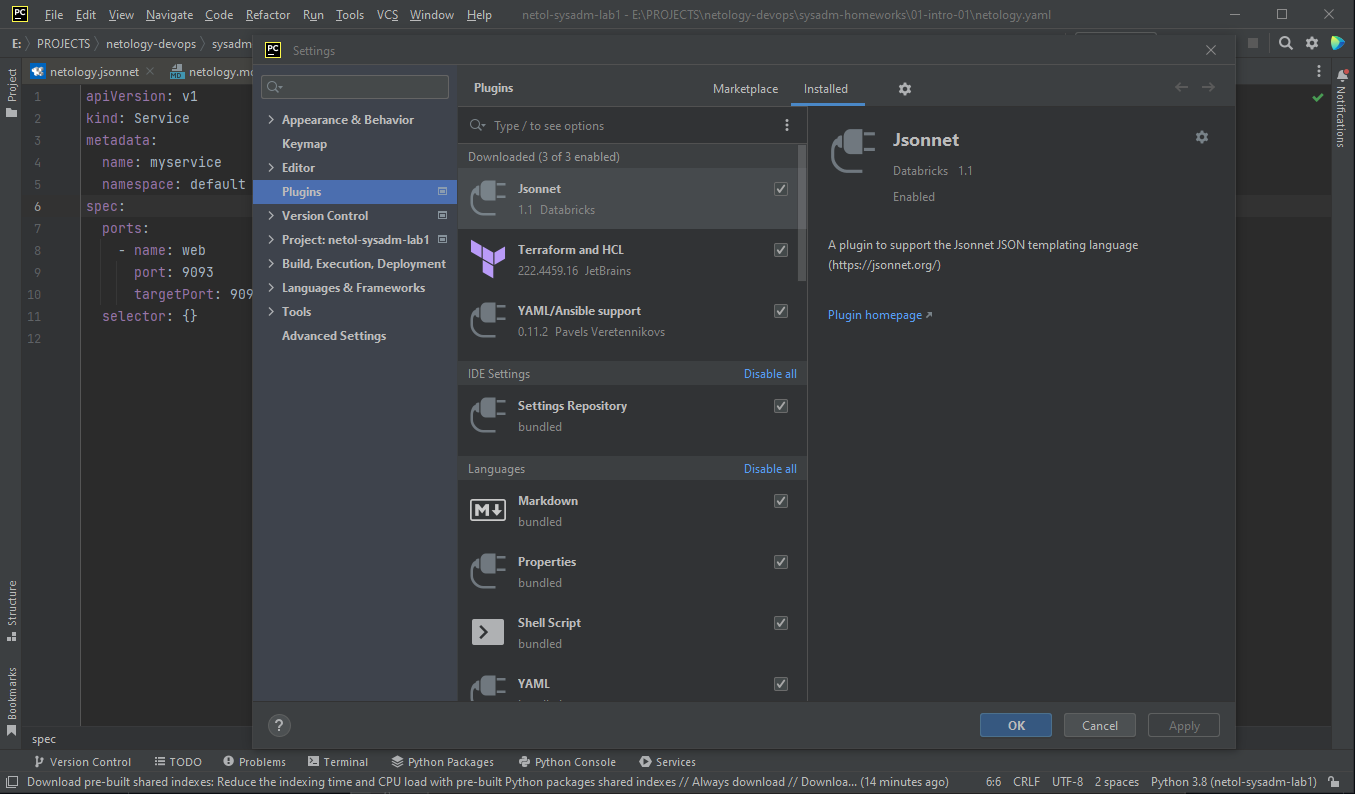 PC File Edit View Navigate Code Refactor Run Tools VCS Window Help netol-sysadm-lab1 - E:\PROJECTS\netology-devops\sysadm-homeworks\01-intro-01\netology.yaml
E: PROJECTS netology-devops sysadm
netology.jsonnet netology.m
Project
Structure
Bookmarks
1 apiVersion: v1
2 kind: Service
3 metadata:
4 name: myservice
5 namespace: default
6 spec:
7 ports:
8 - name: web
9 port: 9093
10 targetPort: 909
11 selector: {}
12
spec
PC Settings
Appearance & Behavior
Keymap
Editor
Plugins
Version Control
Project: netol-sysadm-lab1
Build, Execution, Deployment
Languages & Frameworks
Tools
Advanced Settings
Plugins Marketplace Installed
Type / to see options
Downloaded (3 of 3 enabled)
Jsonnet
1.1 Databricks
Terraform and HCL
222.4459.16 JetBrains
YAML/Ansible support
0.11.2 Pavels Veretennikovs
IDE Settings Disable all
Settings Repository
bundled
Languages Disable all
Markdown
bundled
Properties
bundled
Shell Script
bundled
YAML
Jsonnet
Databricks 1.1
Enabled
A plugin to support the Jsonnet JSON templating language
(https://jsonnet.org/)
Plugin homepage
? OK Cancel Apply
Notifications
Version Control TODO Problems Terminal Python Packages Python Console Services
Download pre-built shared indexes: Reduce the indexing time and CPU load with pre-built Python packages shared indexes // Always download // Downloa... (14 minutes ago) 6:6 CRLF UTF-8 2 spaces Python 3.8 (netol-sysadm-lab1)